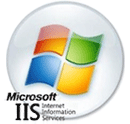 Microsoft
IIS Internet
Information
Services